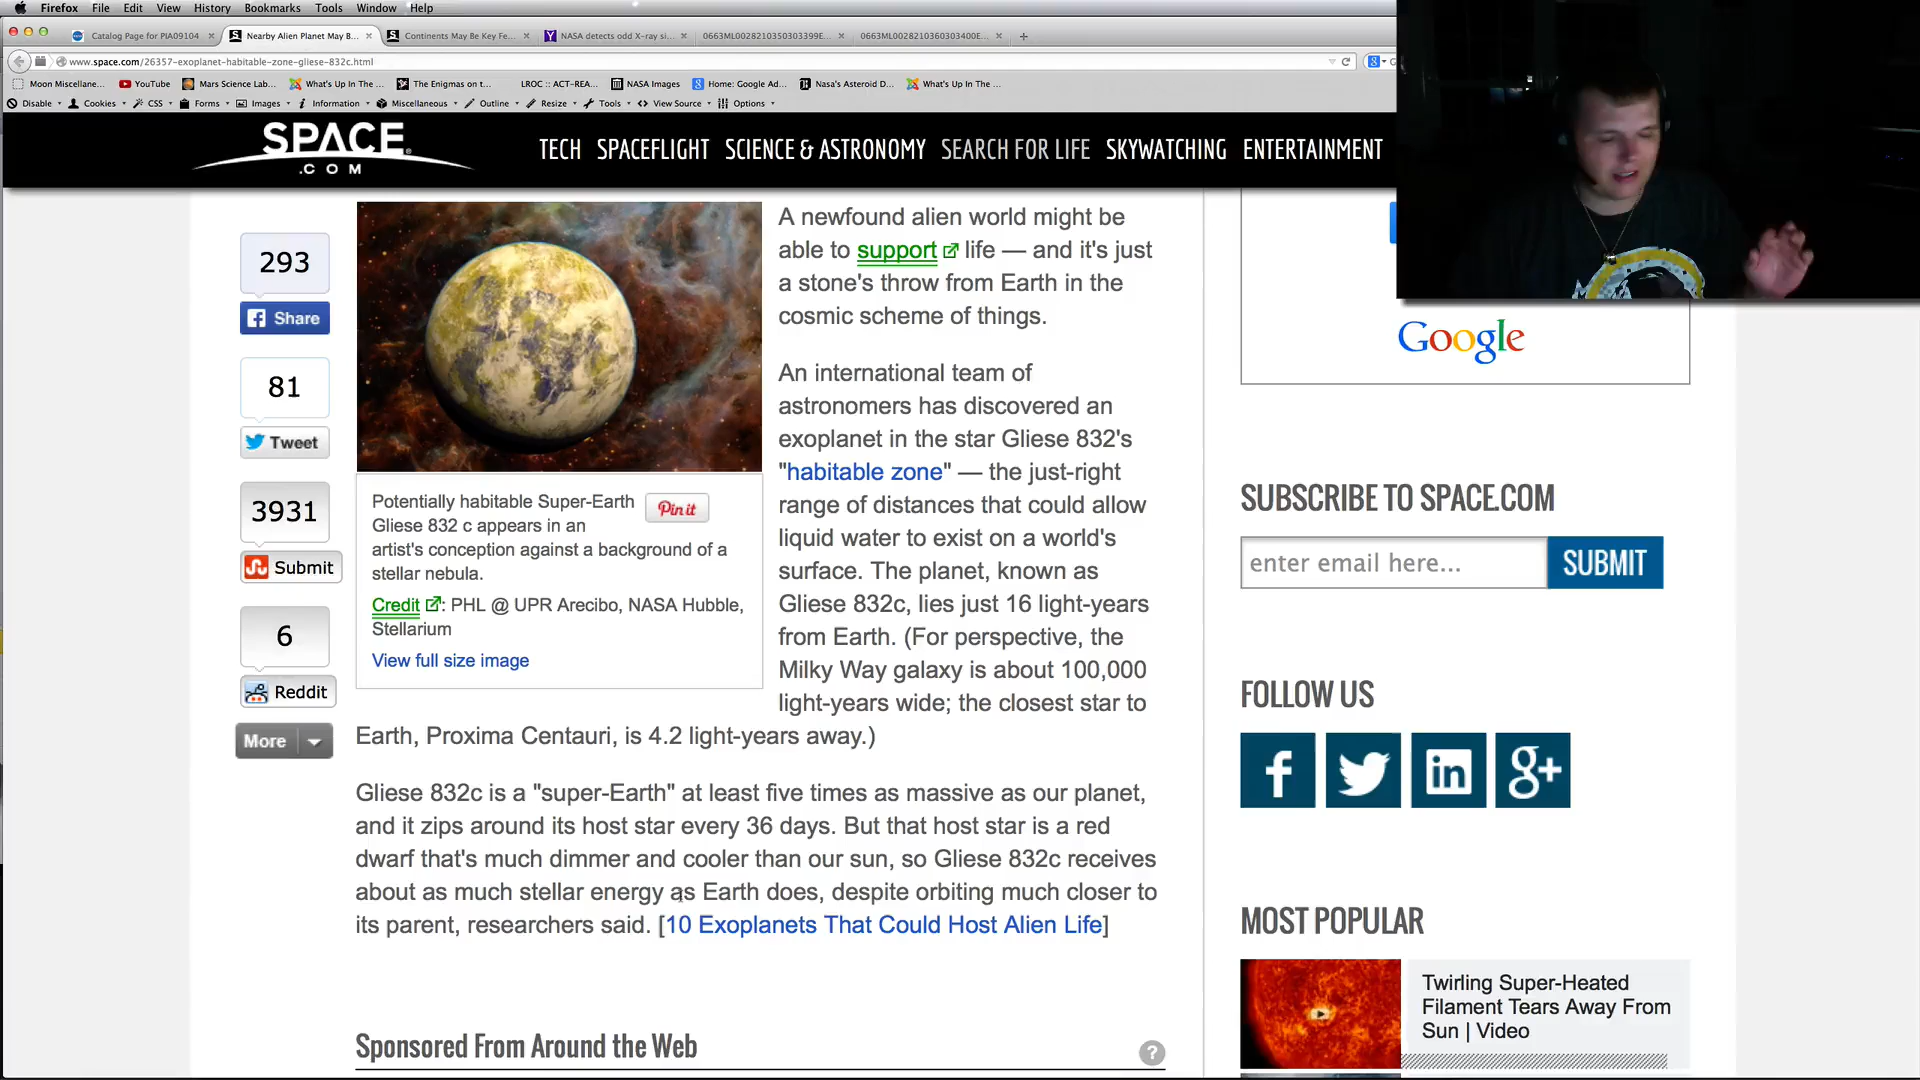 Firefox File Edit View History Bookmarks Tools Window Help
Catalog Page for PIA09104
Nearby Alien Planet May B...
Continents May Be Key Fe...
NASA detects odd X-ray si...
0663ML0028210350303399E...
0663ML0028210360303400E...
www.space.com/26357-exoplanet-habitable-zone-gliese-832c.html
Moon Miscellane... YouTube Mars Science Lab... What's Up In The ... The Enigmas on t... LROC :: ACT-REA... NASA Images Home: Google Ad... Nasa's Asteroid D... What's Up In The ...
Disable Cookies CSS Forms Images Information Miscellaneous Outline Resize Tools View Source Options
SPACE
.COM
TECH SPACEFLIGHT SCIENCE & ASTRONOMY SEARCH FOR LIFE SKYWATCHING ENTERTAINMENT
293
Share
81
Tweet
3931
Submit
6
Reddit
More
Potentially habitable Super-Earth
Gliese 832 c appears in an
artist's conception against a background of a
stellar nebula.
Pin it
Credit : PHL @ UPR Arecibo, NASA Hubble,
Stellarium
View full size image
A newfound alien world might be
able to support life — and it's just
a stone's throw from Earth in the
cosmic scheme of things.
An international team of
astronomers has discovered an
exoplanet in the star Gliese 832's
"habitable zone" — the just-right
range of distances that could allow
liquid water to exist on a world's
surface. The planet, known as
Gliese 832c, lies just 16 light-years
from Earth. (For perspective, the
Milky Way galaxy is about 100,000
light-years wide; the closest star to
Earth, Proxima Centauri, is 4.2 light-years away.)
Gliese 832c is a "super-Earth" at least five times as massive as our planet,
and it zips around its host star every 36 days. But that host star is a red
dwarf that's much dimmer and cooler than our sun, so Gliese 832c receives
about as much stellar energy as Earth does, despite orbiting much closer to
its parent, researchers said. [10 Exoplanets That Could Host Alien Life]
Sponsored From Around the Web
?
Google
SUBSCRIBE TO SPACE.COM
enter email here...
SUBMIT
FOLLOW US
MOST POPULAR
Twirling Super-Heated
Filament Tears Away From
Sun | Video